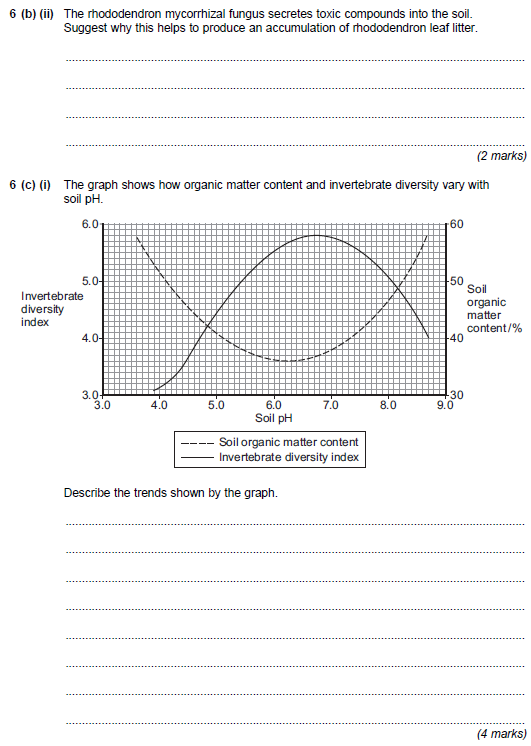 6 (b) (ii) The rhododendron mycorrhizal fungus secretes toxic compounds into the soil.
Suggest why this helps to produce an accumulation of rhododendron leaf litter.
(2 marks)
6 (c) (i) The graph shows how organic matter content and invertebrate diversity vary with
soil pH.
6.0
5.0
4.0
3.0
Invertebrate
diversity
index
60
50
40
30
Soil
organic
matter
content/%
3.0 4.0 5.0 6.0 7.0 8.0 9.0
Soil pH
Soil organic matter content
Invertebrate diversity index
Describe the trends shown by the graph.
(4 marks)